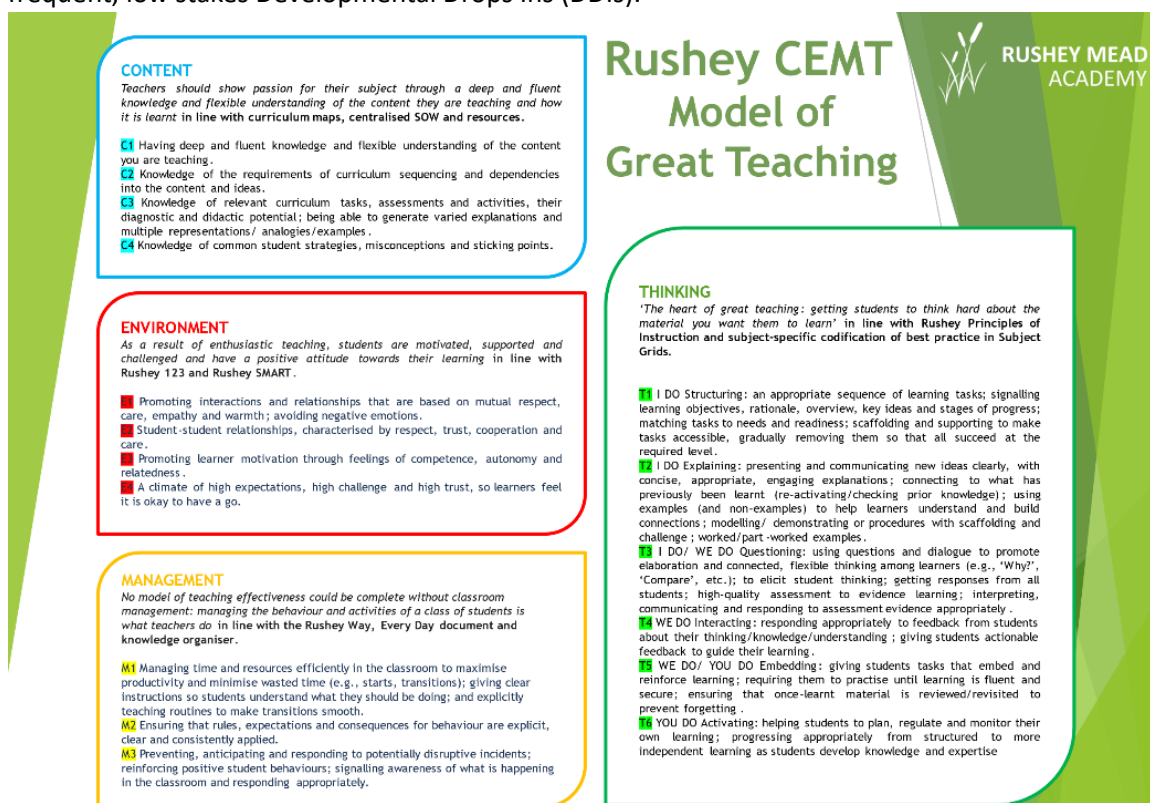 frequent, low stakes Developmental Drops Ins (DDIs).
Rushey CEMT
Model of
Great Teaching
RUSHEY MEAD
ACADEMY
CONTENT
Teachers should show passion for their subject through a deep and fluent
knowledge and flexible understanding of the content they are teaching and how
it is learnt in line with curriculum maps, centralised SOW and resources.
C1 Having deep and fluent knowledge and flexible understanding of the content
you are teaching.
C2 Knowledge of the requirements of curriculum sequencing and dependencies
into the content and ideas.
C3 Knowledge of relevant curriculum tasks, assessments and activities, their
diagnostic and didactic potential; being able to generate varied explanations and
multiple representations/ analogies/examples.
C4 Knowledge of common student strategies, misconceptions and sticking points.
ENVIRONMENT
As a result of enthusiastic teaching, students are motivated, supported and
challenged and have a positive attitude towards their learning in line with
Rushey 123 and Rushey SMART.
E1 Promoting interactions and relationships that are based on mutual respect,
care, empathy and warmth; avoiding negative emotions.
E2 Student-student relationships, characterised by respect, trust, cooperation and
care.
E3 Promoting learner motivation through feelings of competence, autonomy and
relatedness.
E4 A climate of high expectations, high challenge and high trust, so learners feel
it is okay to have a go.
MANAGEMENT
No model of teaching effectiveness could be complete without classroom
management: managing the behaviour and activities of a class of students is
what teachers do in line with the Rushey Way, Every Day document and
knowledge organiser.
M1 Managing time and resources efficiently in the classroom to maximise
productivity and minimise wasted time (e.g., starts, transitions); giving clear
instructions so students understand what they should be doing; and explicitly
teaching routines to make transitions smooth.
M2 Ensuring that rules, expectations and consequences for behaviour are explicit,
clear and consistently applied.
M3 Preventing, anticipating and responding to potentially disruptive incidents;
reinforcing positive student behaviours; signalling awareness of what is happening
in the classroom and responding appropriately.
THINKING
‘The heart of great teaching: getting students to think hard about the
material you want them to learn’ in line with Rushey Principles of
Instruction and subject-specific codification of best practice in Subject
Grids.
T1 I DO Structuring: an appropriate sequence of learning tasks; signalling
learning objectives, rationale, overview, key ideas and stages of progress;
matching tasks to needs and readiness; scaffolding and supporting to make
tasks accessible, gradually removing them so that all succeed at the
required level.
T2 I DO Explaining: presenting and communicating new ideas clearly, with
concise, appropriate, engaging explanations; connecting to what has
previously been learnt (re-activating/checking prior knowledge); using
examples (and non-examples) to help learners understand and build
connections; modelling/ demonstrating or procedures with scaffolding and
challenge; worked/part-worked examples.
T3 I DO/ WE DO Questioning: using questions and dialogue to promote
elaboration and connected, flexible thinking among learners (e.g., ‘Why?’,
‘Compare’, etc.); to elicit student thinking; getting responses from all
students; high-quality assessment to evidence learning; interpreting,
communicating and responding to assessment evidence appropriately.
T4 WE DO Interacting: responding appropriately to feedback from students
about their thinking/knowledge/understanding; giving students actionable
feedback to guide their learning.
T5 WE DO/ YOU DO Embedding: giving students tasks that embed and
reinforce learning; requiring them to practise until learning is fluent and
secure; ensuring that once-learnt material is reviewed/revisited to
prevent forgetting.
T6 YOU DO Activating: helping students to plan, regulate and monitor their
own learning; progressing appropriately from structured to more
independent learning as students develop knowledge and expertise